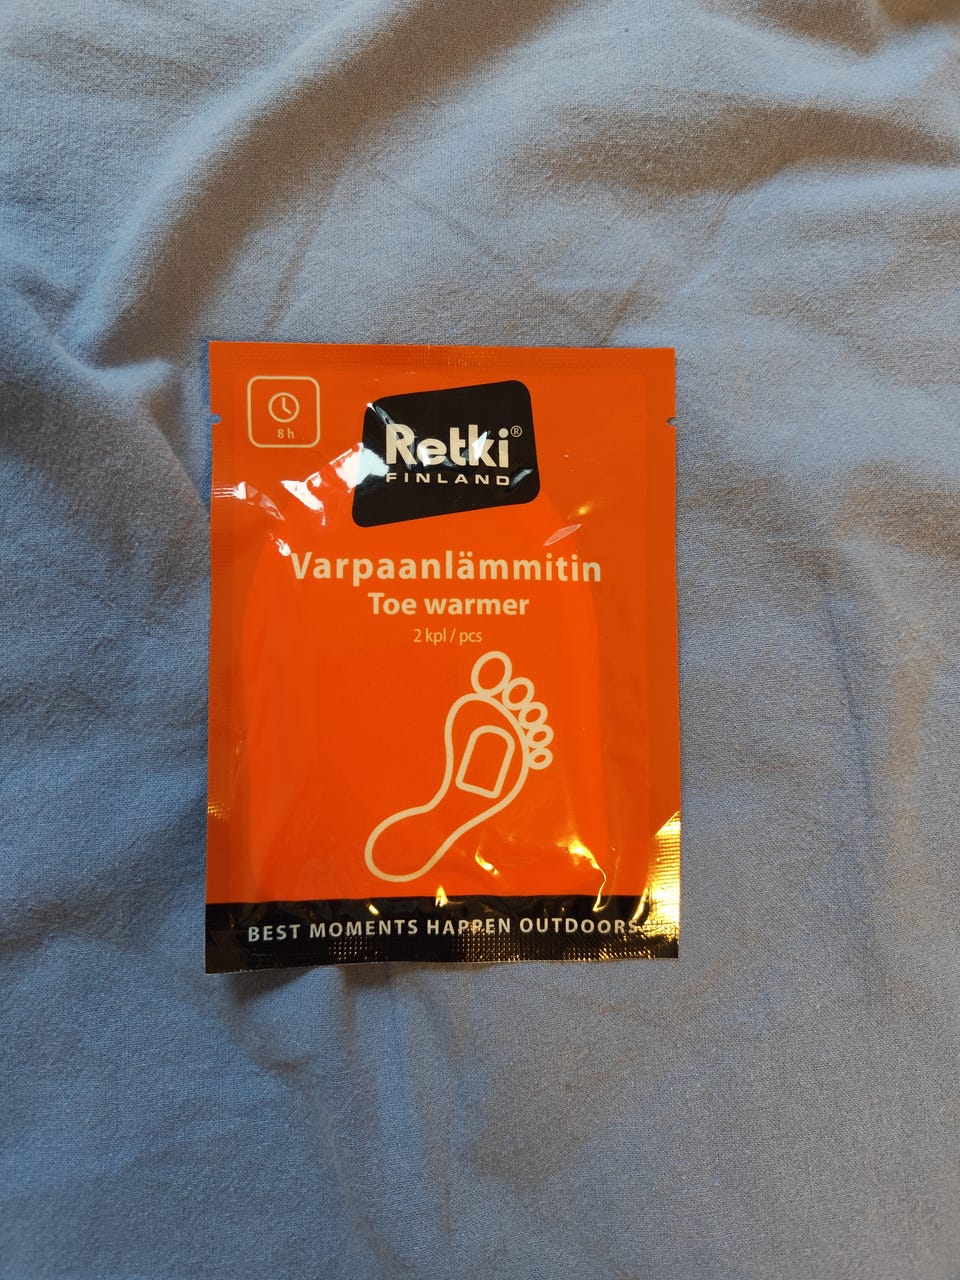 8 h
Retki®
FINLAND
Varpaanlämmitin
Toe warmer
2 kpl / pcs
BEST MOMENTS HAPPEN OUTDOORS